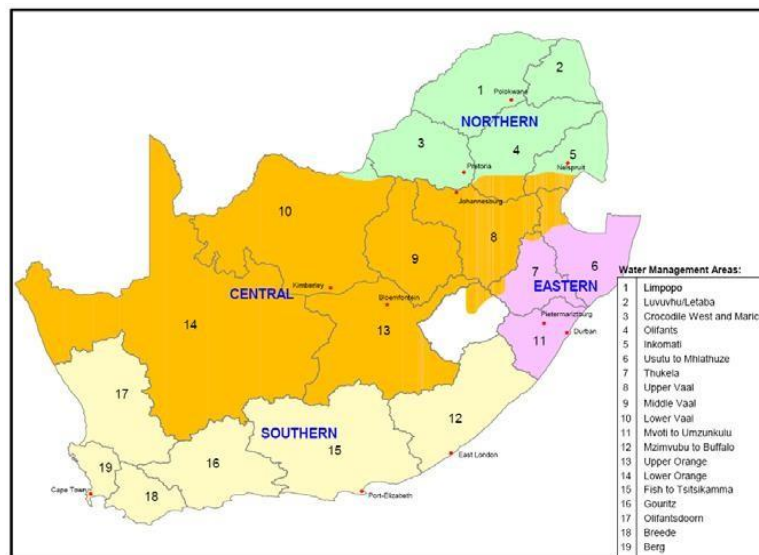 1
2
Polokwane
NORTHERN
3
4
Pretoria
5
Nelspruit
Johannesburg
10
8
9
7
6
Kimberley
CENTRAL
Bloemfontein
EASTERN
14
13
Pietermaritzburg
Durban
11
17
12
SOUTHERN
15
16
East London
19
Cape Town
18
Port-Elizabeth
Water Management Areas:
1 Limpopo
2 Luvuvhu/Letaba
3 Crocodile West and Maric
4 Olifants
5 Inkomati
6 Usutu to Mhlathuze
7 Thukela
8 Upper Vaal
9 Middle Vaal
10 Lower Vaal
11 Mvoti to Umzunkulu
12 Mzimvubu to Buffalo
13 Upper Orange
14 Lower Orange
15 Fish to Tsitsikamma
16 Gouritz
17 Olifantsdoorn
18 Breede
19 Berg